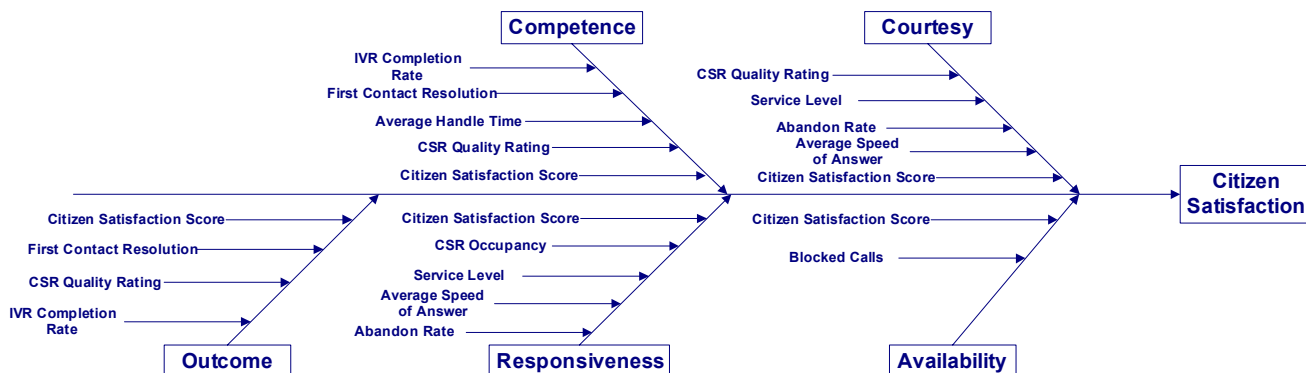 Competence
IVR Completion
Rate
First Contact Resolution
Average Handle Time
CSR Quality Rating
Citizen Satisfaction Score
Courtesy
CSR Quality Rating
Service Level
Abandon Rate
Average Speed
of Answer
Citizen Satisfaction Score
Citizen
Satisfaction
Citizen Satisfaction Score
First Contact Resolution
CSR Quality Rating
IVR Completion
Rate
Outcome
Citizen Satisfaction Score
CSR Occupancy
Service Level
Average Speed
of Answer
Abandon Rate
Responsiveness
Citizen Satisfaction Score
Blocked Calls
Availability